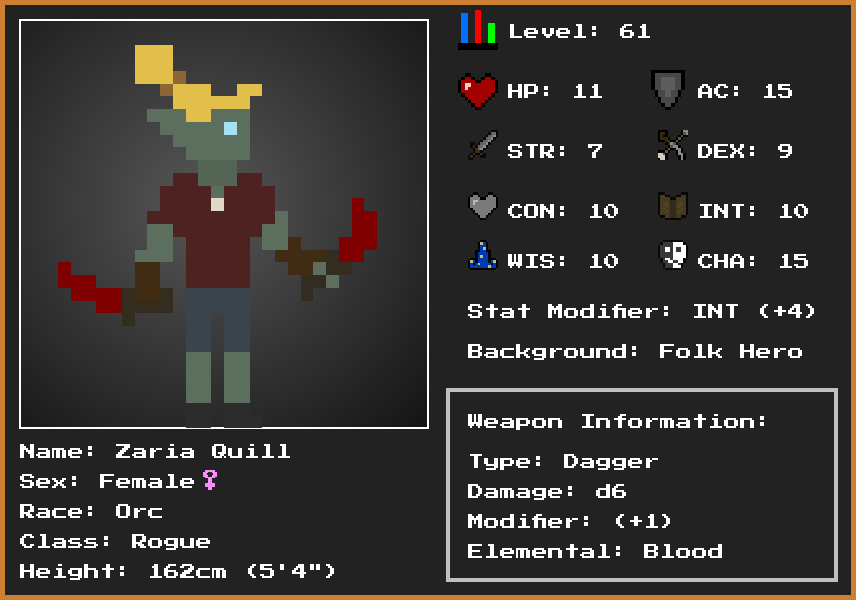 Level: 61
HP: 11
AC: 15
STR: 7
DEX: 9
CON: 10
INT: 10
WIS: 10
CHA: 15
Stat Modifier: INT (+4)
Background: Folk Hero
Weapon Information:
Type: Dagger
Damage: d6
Modifier: (+1)
Elemental: Blood
Name: Zaria Quill
Sex: Female♀
Race: Orc
Class: Rogue
Height: 162cm (5'4")